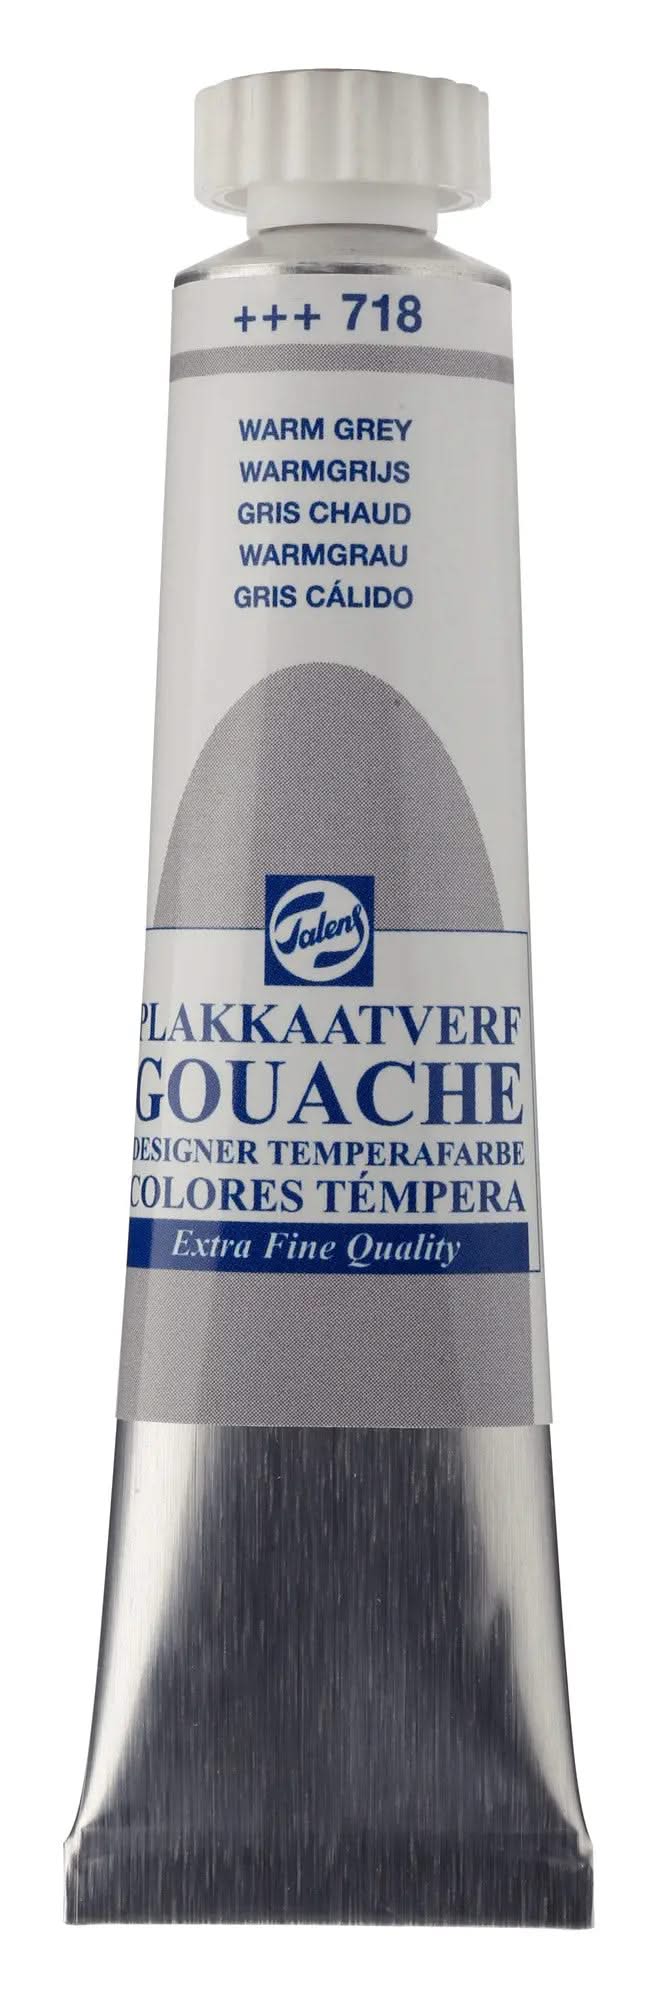 +++ 718
WARM GREY
WARMGRIJS
GRIS CHAUD
WARMGRAU
GRIS CÁLIDO
Talens
PLAKKAATVERF
GOUACHE
DESIGNER TEMPERAFARBE
COLORES TÉMPERA
Extra Fine Quality